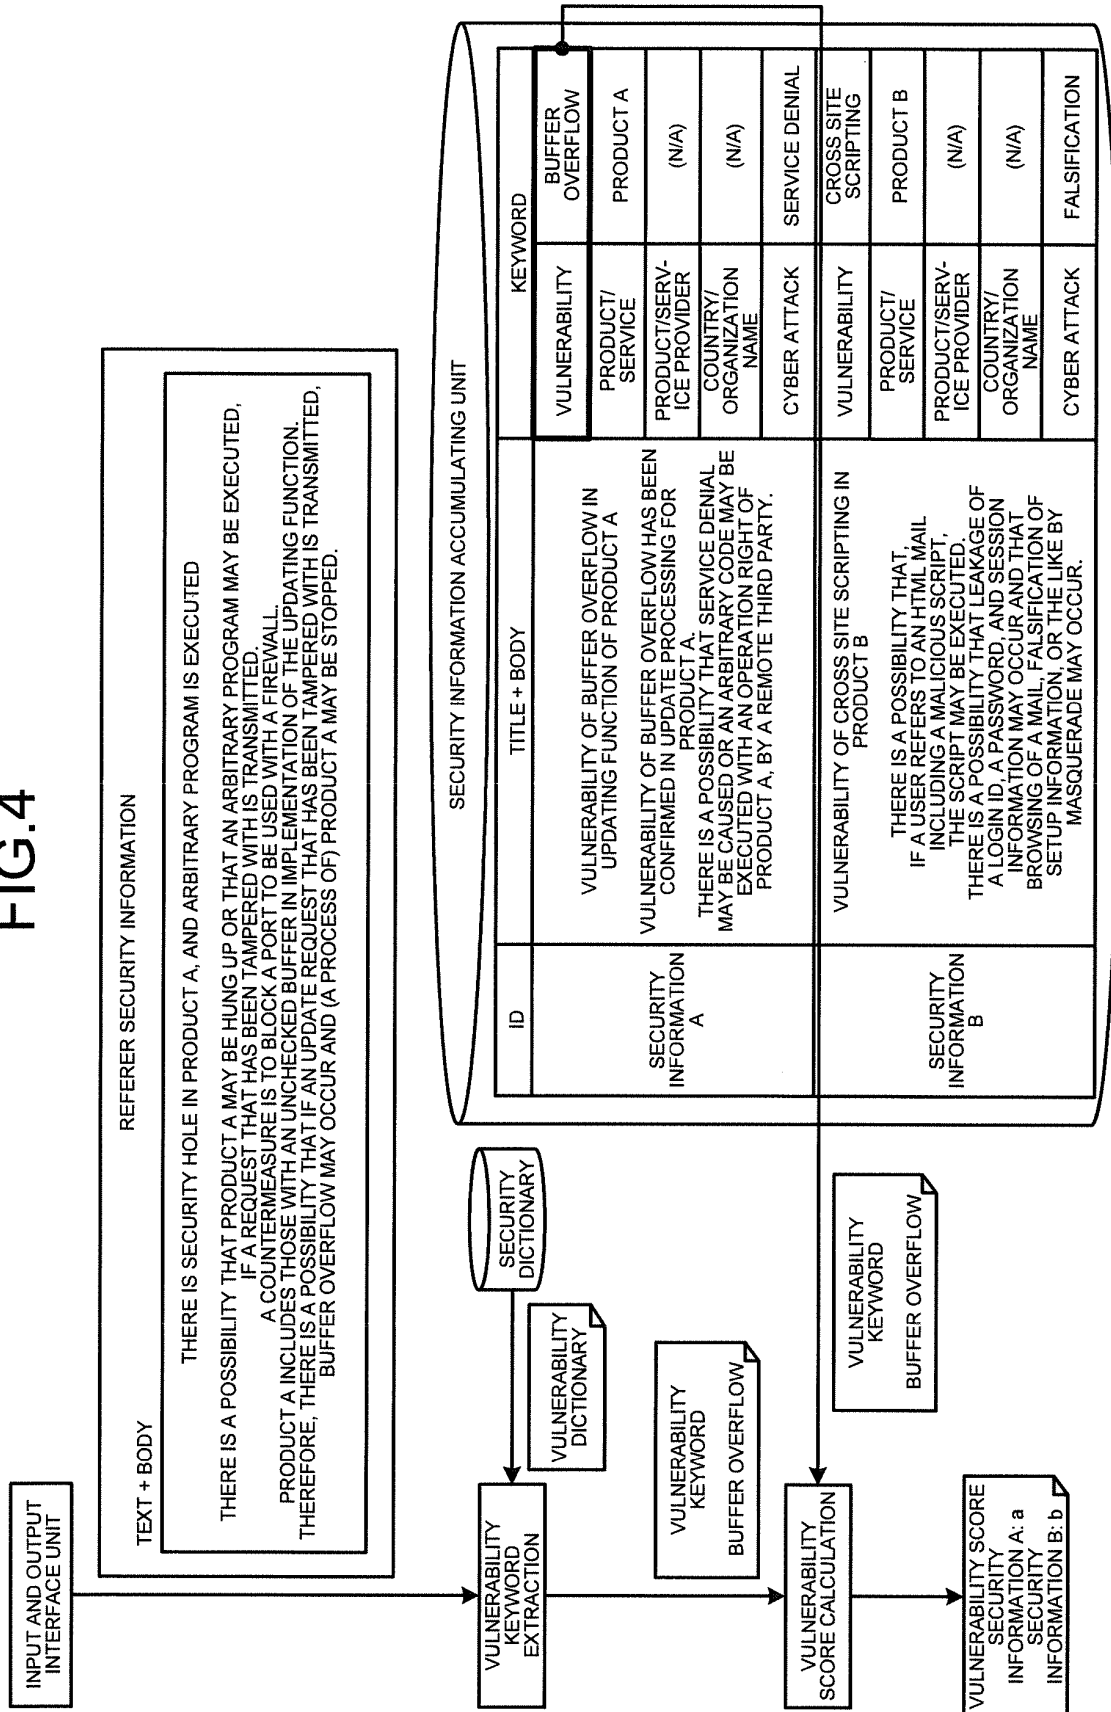 FIG.4
INPUT AND OUTPUT
INTERFACE UNIT
REFERER SECURITY INFORMATION
TEXT + BODY
THERE IS SECURITY HOLE IN PRODUCT A, AND ARBITRARY PROGRAM IS EXECUTED
THERE IS A POSSIBILITY THAT PRODUCT A MAY BE HUNG UP OR THAT AN ARBITRARY PROGRAM MAY BE EXECUTED,
IF A REQUEST THAT HAS BEEN TAMPERED WITH IS TRANSMITTED.
A COUNTERMEASURE IS TO BLOCK A PORT TO BE USED WITH A FIREWALL.
PRODUCT A INCLUDES THOSE WITH AN UNCHECKED BUFFER IN IMPLEMENTATION OF THE UPDATING FUNCTION.
THEREFORE, THERE IS A POSSIBILITY THAT IF AN UPDATE REQUEST THAT HAS BEEN TAMPERED WITH IS TRANSMITTED,
BUFFER OVERFLOW MAY OCCUR AND (A PROCESS OF) PRODUCT A MAY BE STOPPED.
VULNERABILITY
KEYWORD
EXTRACTION
VULNERABILITY
DICTIONARY
SECURITY
DICTIONARY
VULNERABILITY
KEYWORD
BUFFER OVERFLOW
VULNERABILITY
SCORE CALCULATION
VULNERABILITY
KEYWORD
BUFFER OVERFLOW
VULNERABILITY SCORE
SECURITY
INFORMATION A: a
SECURITY
INFORMATION B: b
SECURITY INFORMATION ACCUMULATING UNIT
ID
TITLE + BODY
KEYWORD
SECURITY
INFORMATION
A
VULNERABILITY OF BUFFER OVERFLOW IN
UPDATING FUNCTION OF PRODUCT A
VULNERABILITY OF BUFFER OVERFLOW HAS BEEN
CONFIRMED IN UPDATE PROCESSING FOR
PRODUCT A.
THERE IS A POSSIBILITY THAT SERVICE DENIAL
MAY BE CAUSED OR AN ARBITRARY CODE MAY BE
EXECUTED WITH AN OPERATION RIGHT OF
PRODUCT A, BY A REMOTE THIRD PARTY.
VULNERABILITY
BUFFER
OVERFLOW
PRODUCT/
SERVICE
PRODUCT A
PRODUCT/SERV-
ICE PROVIDER
(N/A)
COUNTRY/
ORGANIZATION
NAME
(N/A)
CYBER ATTACK
SERVICE DENIAL
SECURITY
INFORMATION
B
VULNERABILITY OF CROSS SITE SCRIPTING IN
PRODUCT B
THERE IS A POSSIBILITY THAT,
IF A USER REFERS TO AN HTML MAIL
INCLUDING A MALICIOUS SCRIPT,
THE SCRIPT MAY BE EXECUTED.
THERE IS A POSSIBILITY THAT LEAKAGE OF
A LOGIN ID, A PASSWORD, AND SESSION
INFORMATION MAY OCCUR AND THAT
BROWSING OF A MAIL, FALSIFICATION OF
SETUP INFORMATION, OR THE LIKE BY
MASQUERADE MAY OCCUR.
VULNERABILITY
CROSS SITE
SCRIPTING
PRODUCT/
SERVICE
PRODUCT B
PRODUCT/SERV-
ICE PROVIDER
(N/A)
COUNTRY/
ORGANIZATION
NAME
(N/A)
CYBER ATTACK
FALSIFICATION